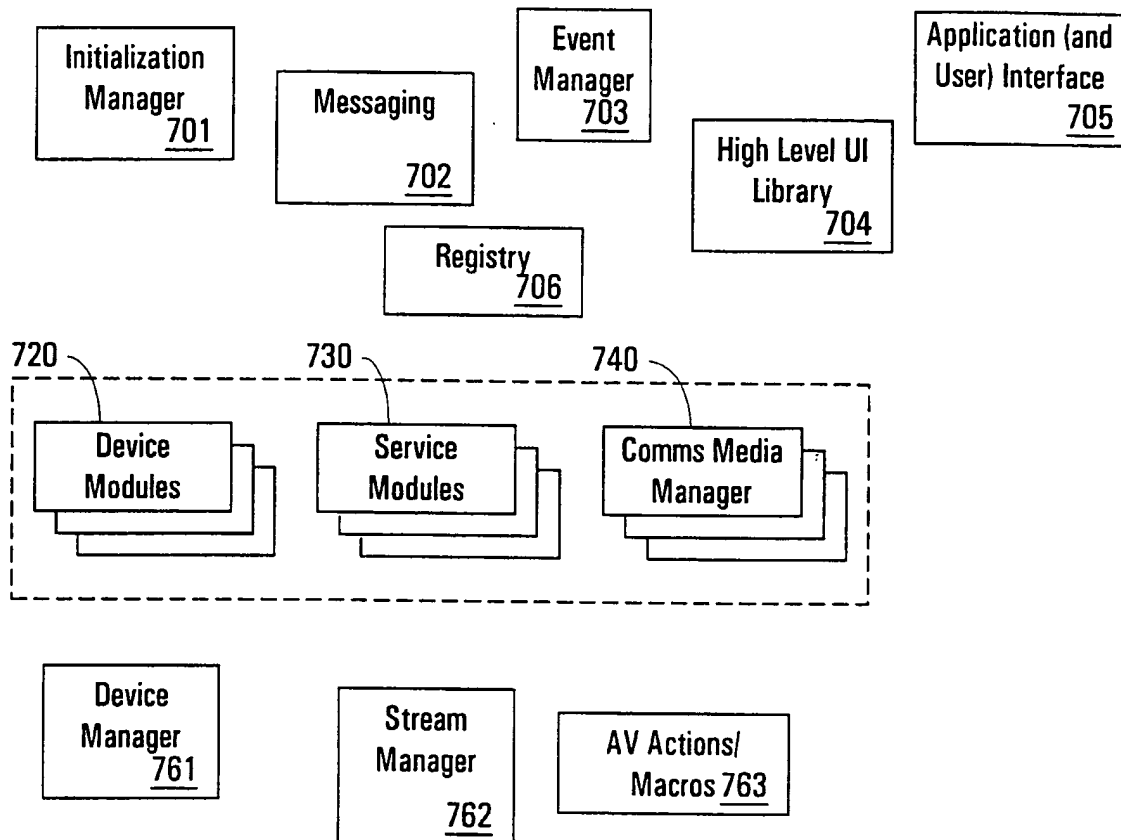 Initialization
Manager
701
Messaging
702
Event
Manager
703
High Level UI
Library
704
Application (and
User) Interface
705
Registry
706
720
730
740
Device
Modules
Service
Modules
Comms Media
Manager
Device
Manager
761
Stream
Manager
762
AV Actions/
Macros 763